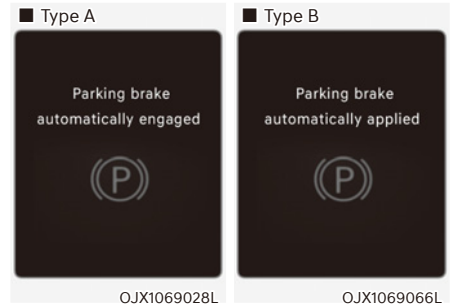 ■ Type A
Parking brake
automatically engaged
P
OJX1069028L
■ Type B
Parking brake
automatically applied
P
OJX1069066L